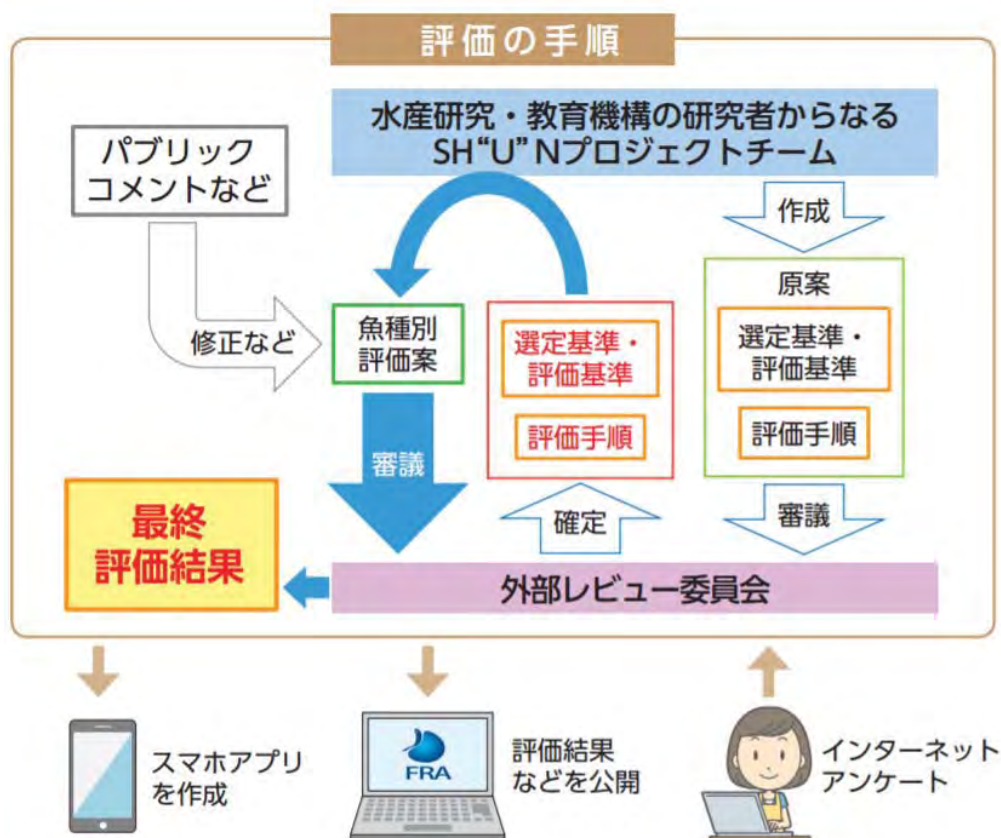 評価の手順
水産研究・教育機構の研究者からなる
SH“U”Nプロジェクトチーム
パブリック
コメントなど
作成
原案
選定基準・
評価基準
評価手順
修正など
魚種別
評価案
選定基準・
評価基準
評価手順
審議
確定
審議
最終
評価結果
外部レビュー委員会
スマホアプリ
を作成
FRA
評価結果
などを公開
インターネット
アンケート